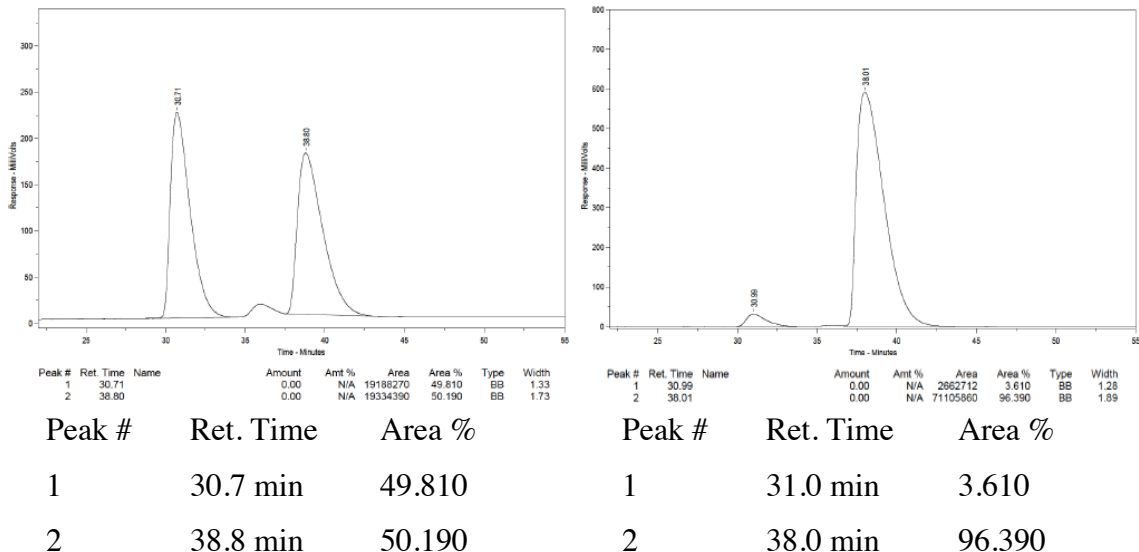 300
250
200
150
100
50
0
Response - MilliVolts
30.71
38.80
25 30 35 40 45 50 55
Time - Minutes
Peak # Ret. Time Name Amount Amt % Area Area % Type Width
1 30.71 0.00 N/A 19188270 49.810 BB 1.33
2 38.80 0.00 N/A 19334390 50.190 BB 1.73
Peak # Ret. Time Area %
1 30.7 min 49.810
2 38.8 min 50.190
800
700
600
500
400
300
200
100
0
Response - MilliVolts
30.99
38.01
25 30 35 40 45 50 55
Time - Minutes
Peak # Ret. Time Name Amount Amt % Area Area % Type Width
1 30.99 0.00 N/A 2662712 3.610 BB 1.28
2 38.01 0.00 N/A 71105860 96.390 BB 1.89
Peak # Ret. Time Area %
1 31.0 min 3.610
2 38.0 min 96.390